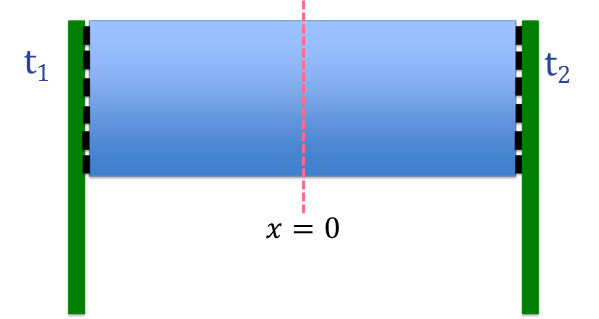 t₁
t₂
x = 0